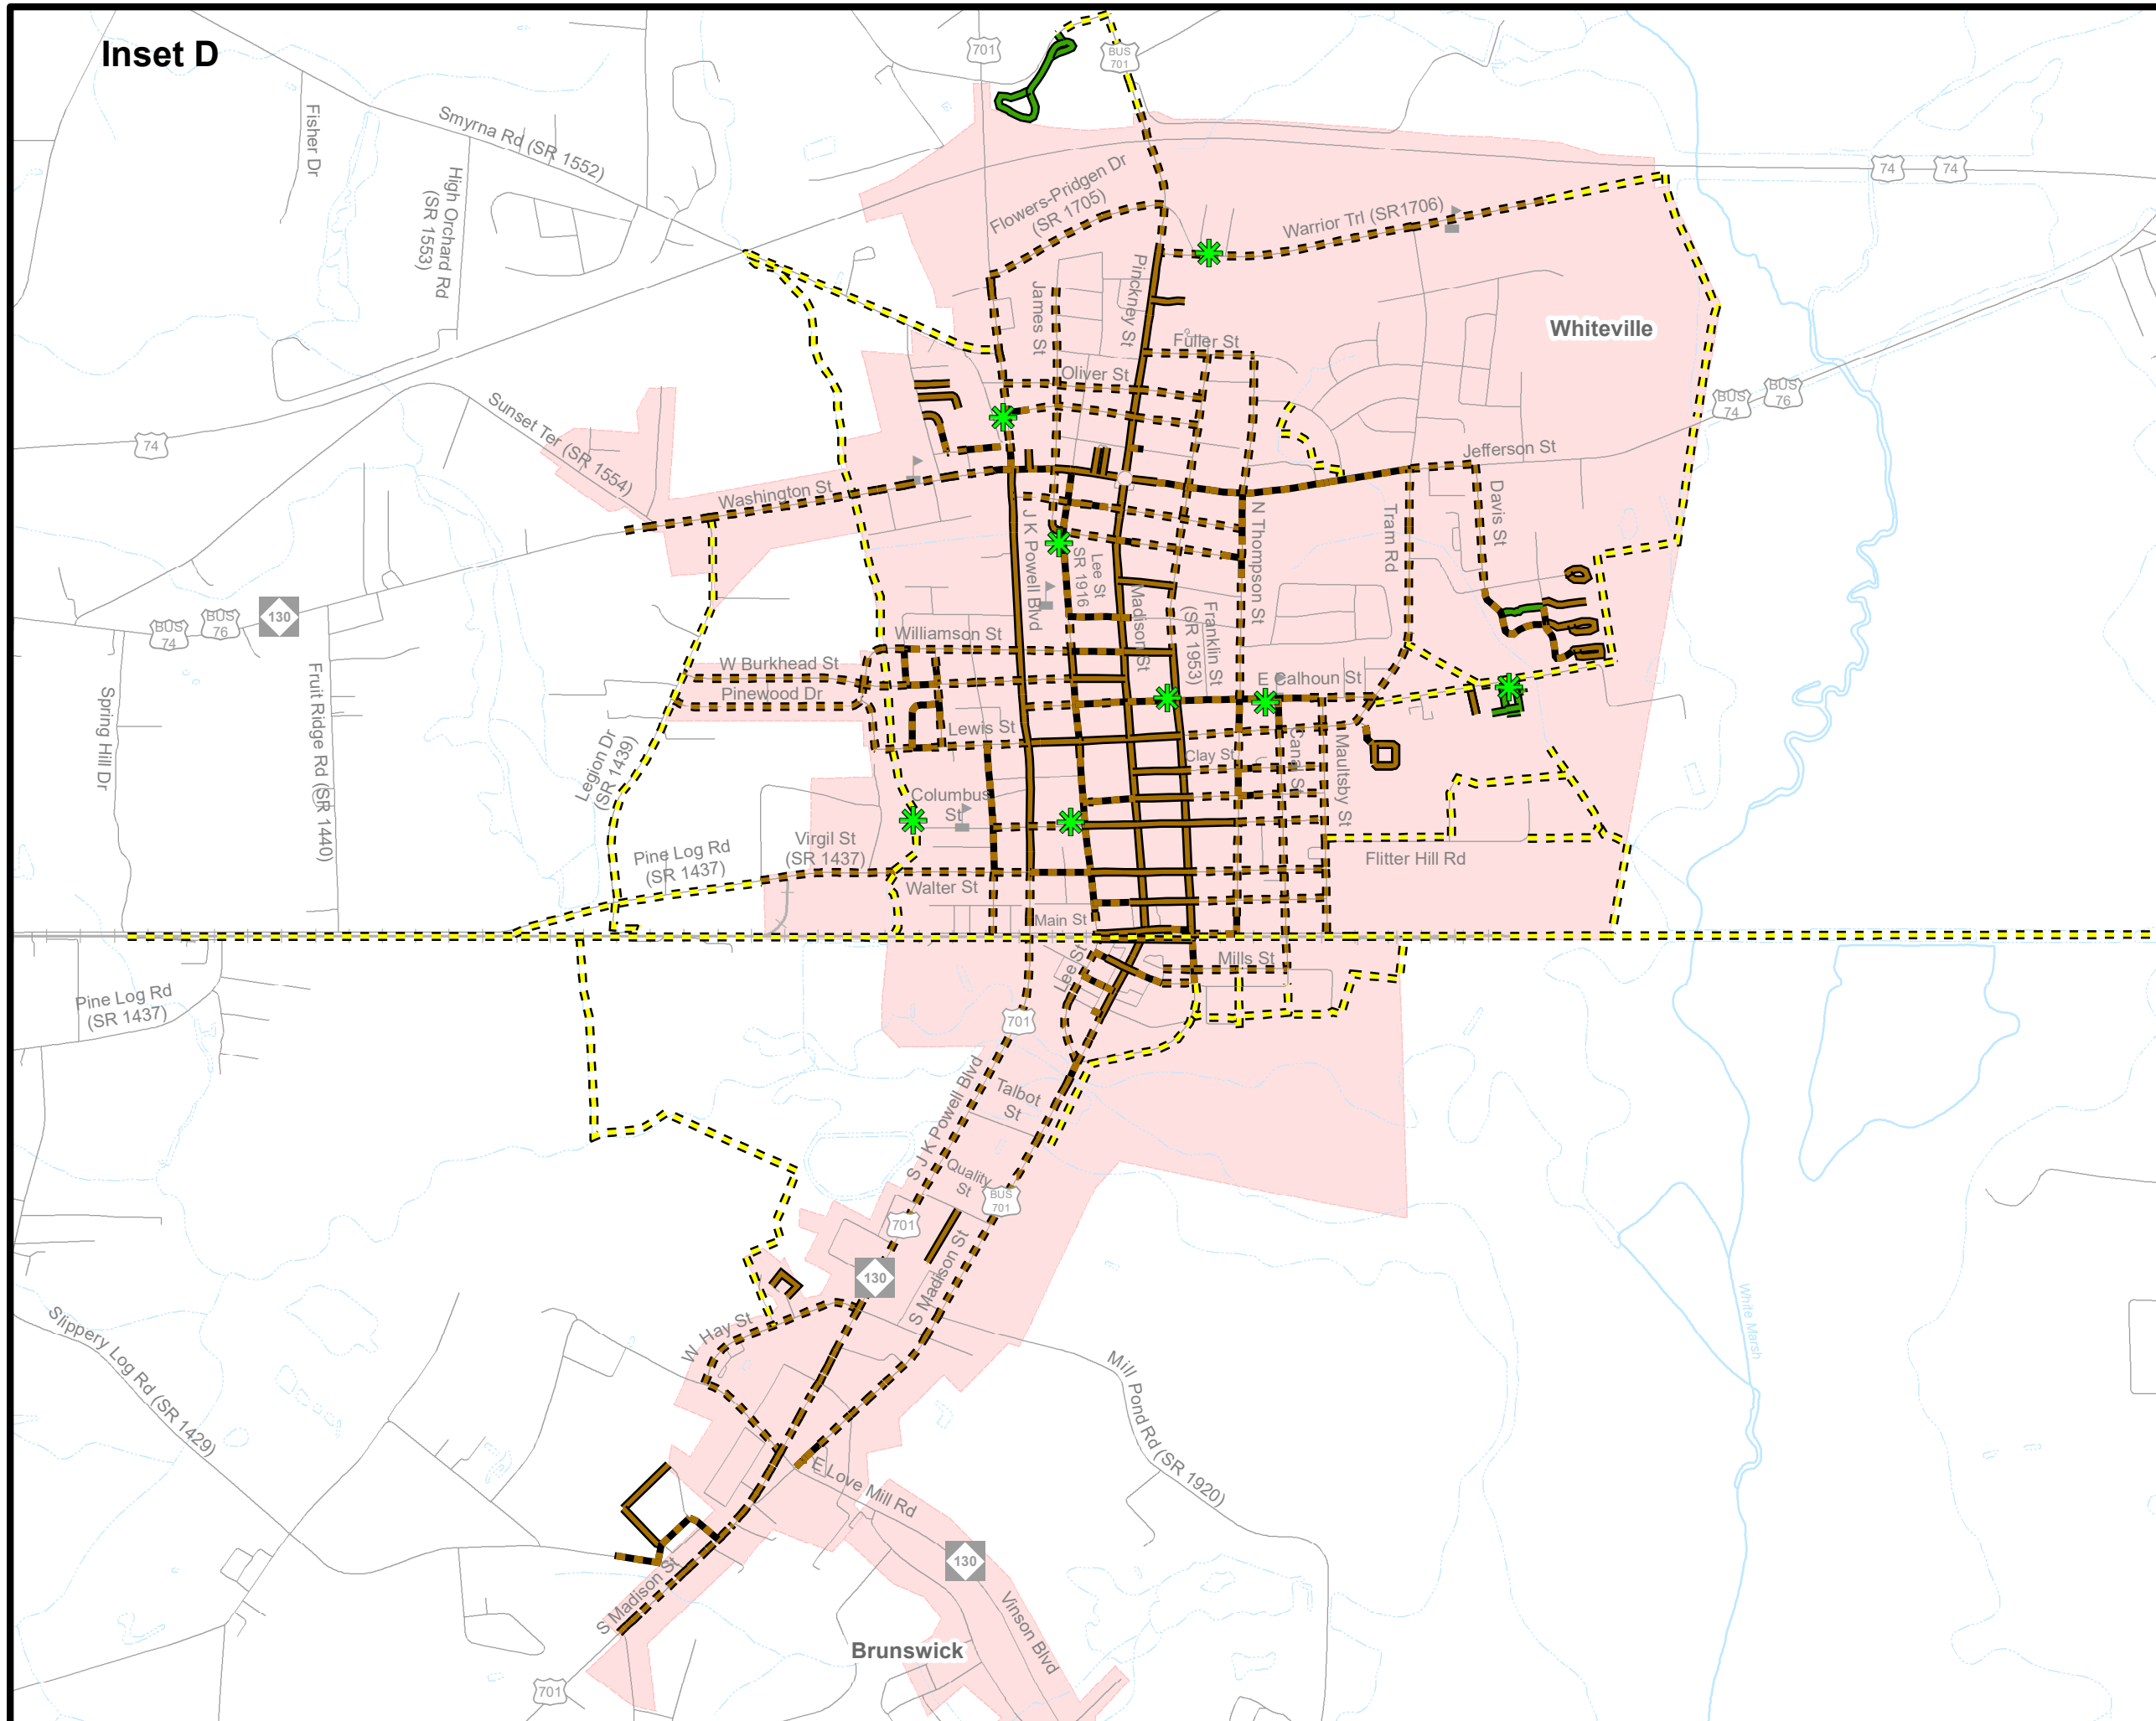 Inset D
701
BUS
701
Fisher Dr
Smyrna Rd (SR 1552)
High Orchard Rd
(SR 1553)
74
74
Flowers-Pridgen Dr
(SR 1705)
Warrior Trl (SR1706)
James St
Pinckney St
Fuller St
Whiteville
Oliver St
BUS
74
BUS
76
Sunset Ter (SR 1554)
74
Jefferson St
Washington St
J K Powell Blvd
SR 1916
Lee St
Madison St
Franklin St
(SR 1953)
N Thompson St
Tram Rd
Davis St
130
BUS
74
BUS
76
Williamson St
W Burkhead St
Pinewood Dr
E Calhoun St
Spring Hill Dr
Fruit Ridge Rd (SR 1440)
Legion Dr
(SR 1439)
Lewis St
Clay St
Canal St
Maultsby St
Columbus
St
Virgil St
(SR 1437)
Pine Log Rd
(SR 1437)
Flitter Hill Rd
Walter St
Main St
Lee St
Mills St
Pine Log Rd
(SR 1437)
701
S J K Powell Blvd
Talbot
St
Quality
St
BUS
701
701
S Madison St
130
W Hay St
White Marsh
Slippery Log Rd (SR 1429)
Mill Pond Rd (SR 1920)
E Love Mill Rd
130
S Madison St
Vinson Blvd
Brunswick
701